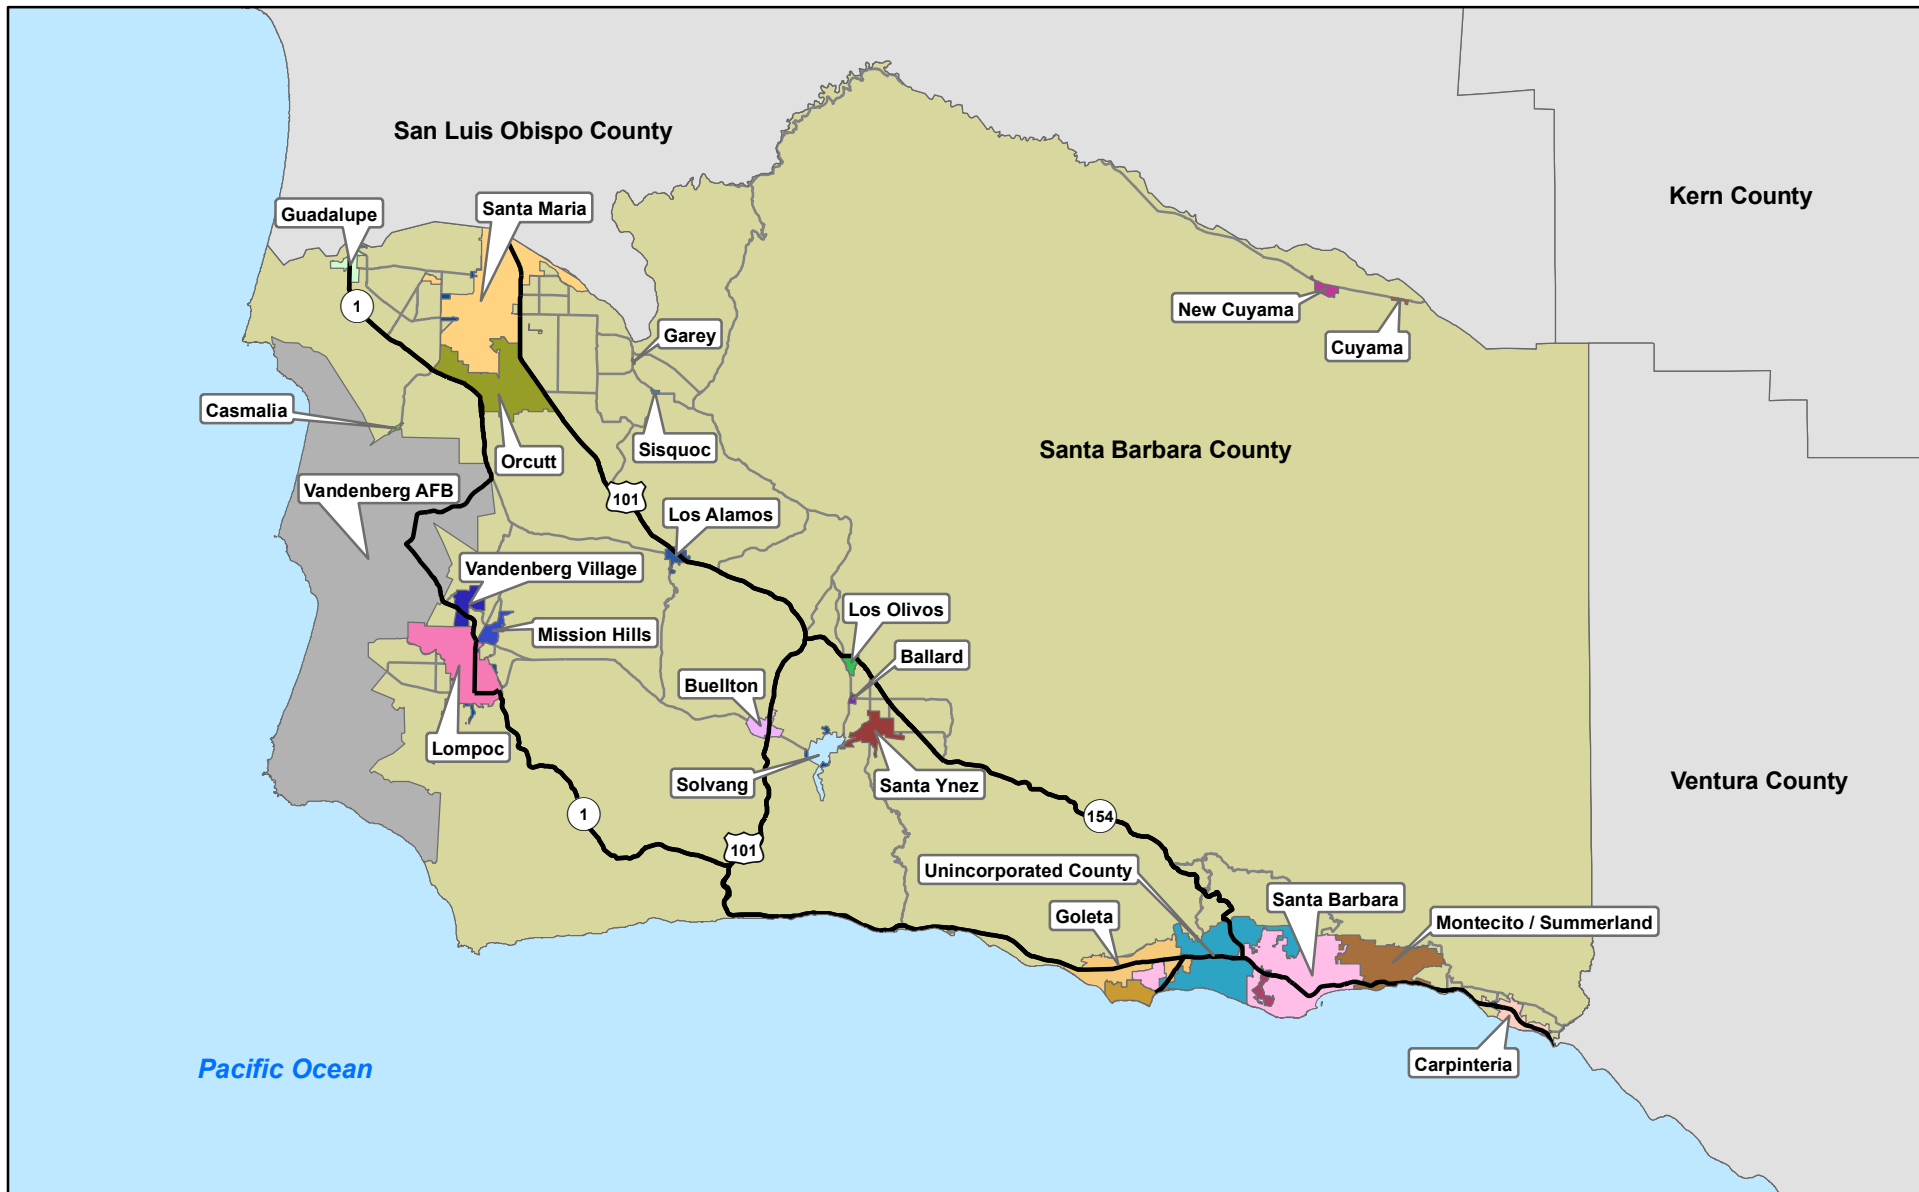 San Luis Obispo County
Kern County
Santa Maria
Guadalupe
1
New Cuyama
Garey
Cuyama
Casmalia
Sisquoc
Santa Barbara County
Orcutt
Vandenberg AFB
101
Los Alamos
Vandenberg Village
Los Olivos
Mission Hills
Ballard
Buellton
Lompoc
Solvang
Santa Ynez
Ventura County
1
154
101
Unincorporated County
Santa Barbara
Goleta
Montecito / Summerland
Carpinteria
Pacific Ocean